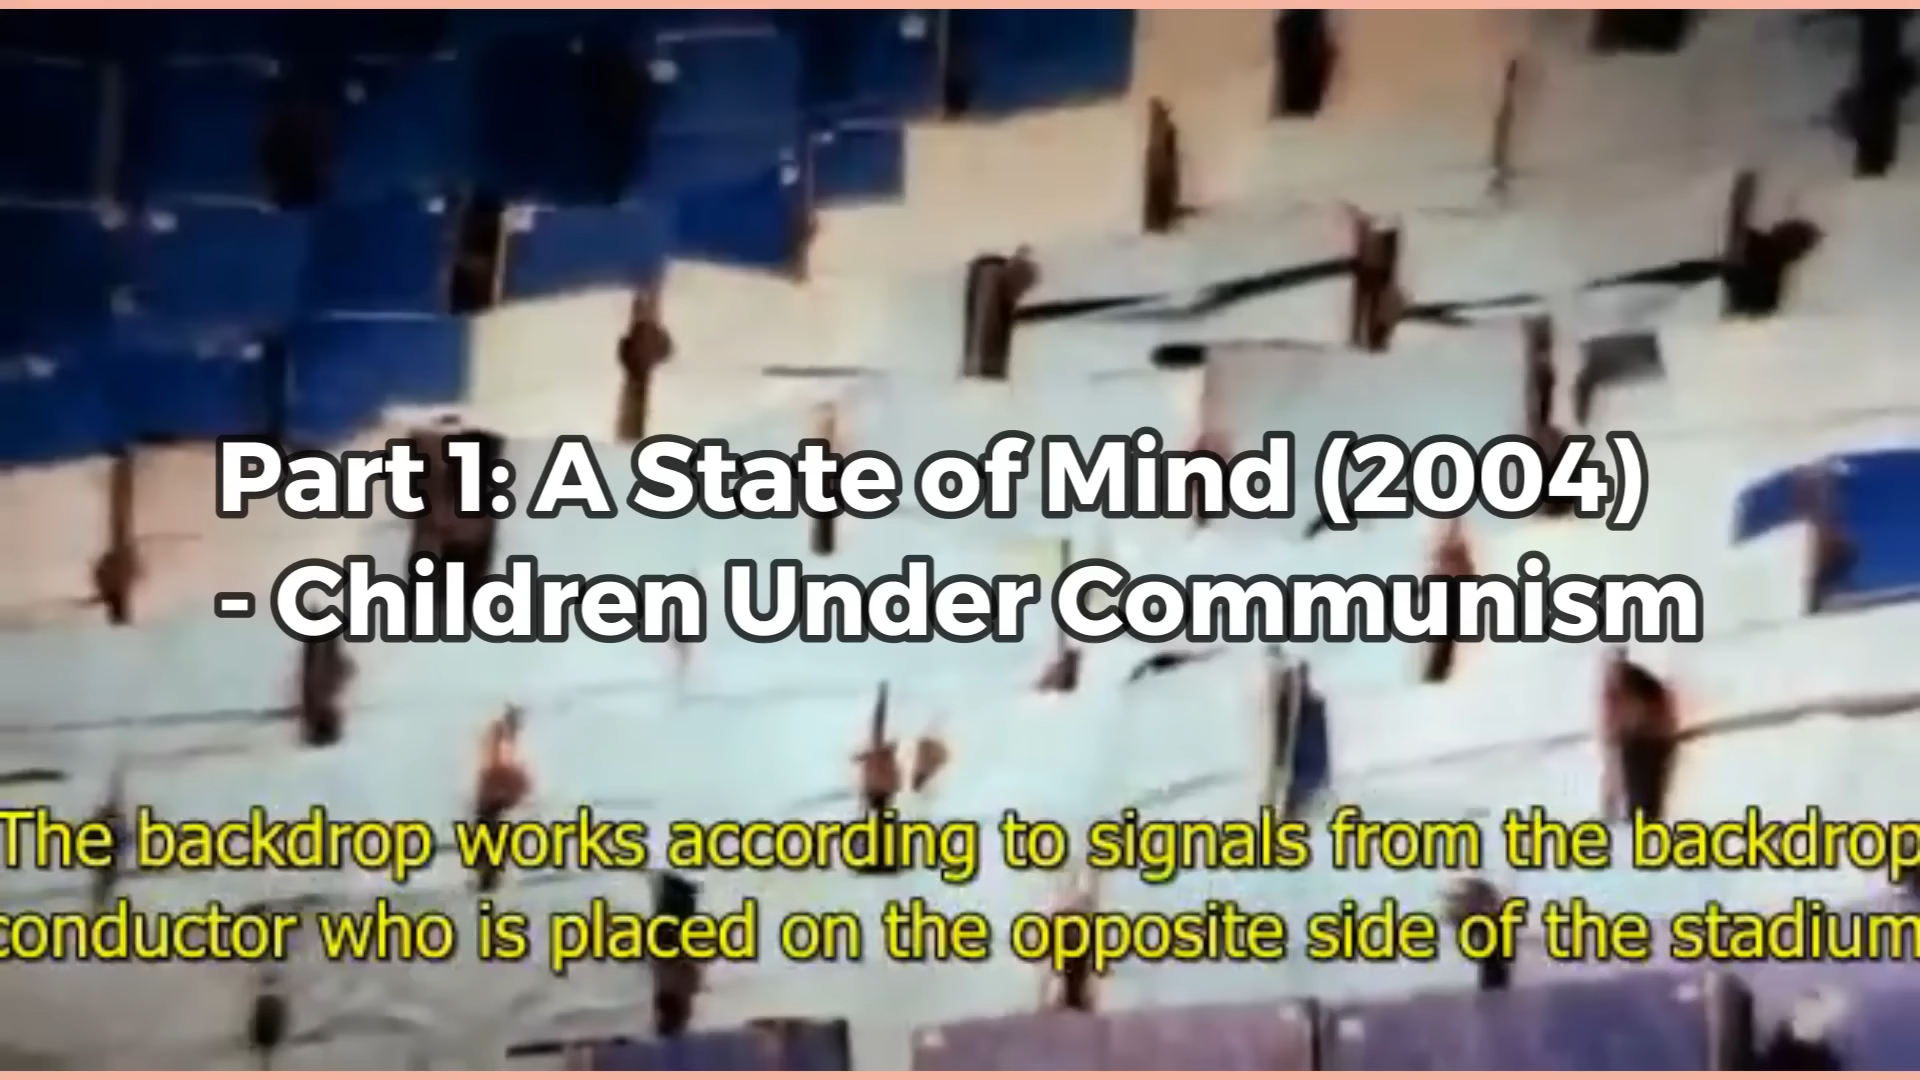 Part 1: A State of Mind (2004)
- Children Under Communism
The backdrop works according to signals from the backdrop
conductor who is placed on the opposite side of the stadium